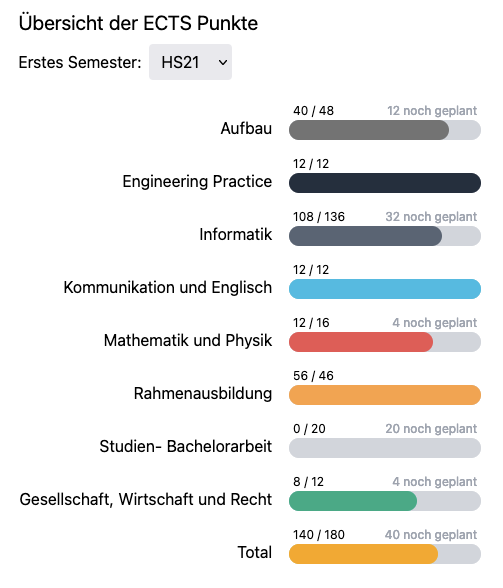 Übersicht der ECTS Punkte
Erstes Semester: HS21
40 / 48 12 noch geplant
Aufbau
12 / 12
Engineering Practice
108 / 136 32 noch geplant
Informatik
12 / 12
Kommunikation und Englisch
12 / 16 4 noch geplant
Mathematik und Physik
56 / 46
Rahmenausbildung
0 / 20 20 noch geplant
Studien- Bachelorarbeit
8 / 12 4 noch geplant
Gesellschaft, Wirtschaft und Recht
140 / 180 40 noch geplant
Total